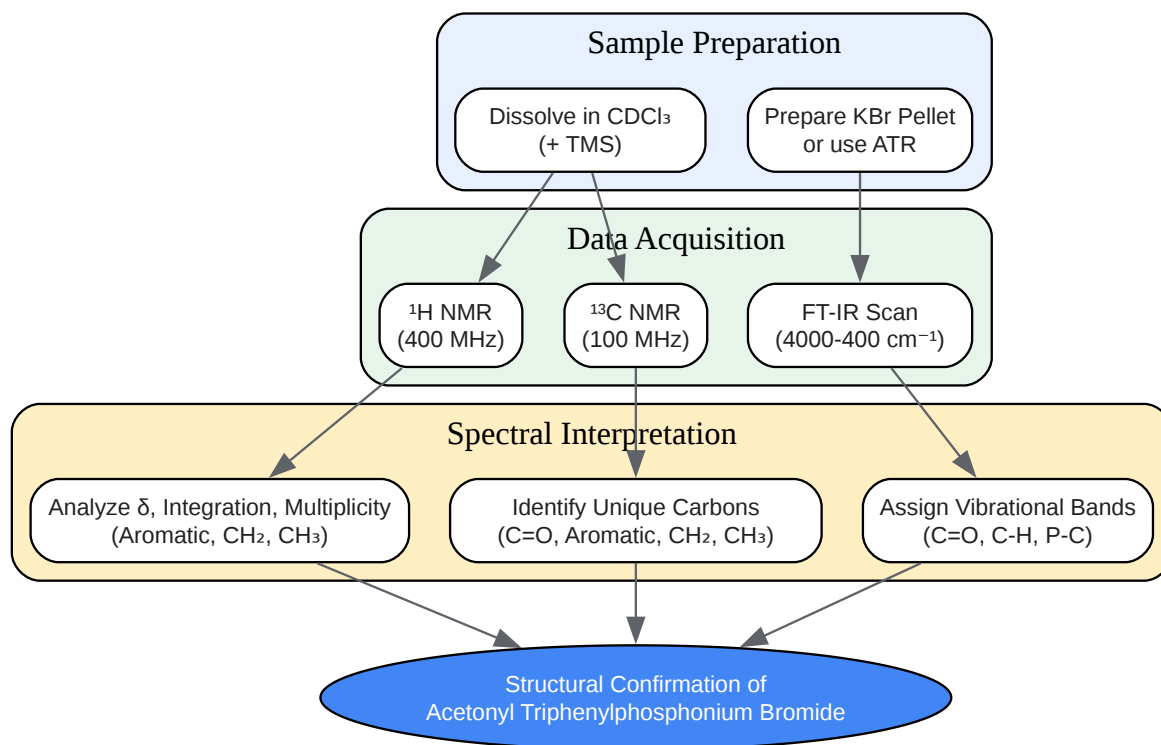 Sample Preparation
Dissolve in CDCl₃
(+ TMS)
Prepare KBr Pellet
or use ATR
Data Acquisition
¹H NMR
(400 MHz)
¹³C NMR
(100 MHz)
FT-IR Scan
(4000-400 cm⁻¹)
Spectral Interpretation
Analyze δ, Integration, Multiplicity
(Aromatic, CH₂, CH₃)
Identify Unique Carbons
(C=O, Aromatic, CH₂, CH₃)
Assign Vibrational Bands
(C=O, C-H, P-C)
Structural Confirmation of
Acetonyl Triphenylphosphonium Bromide